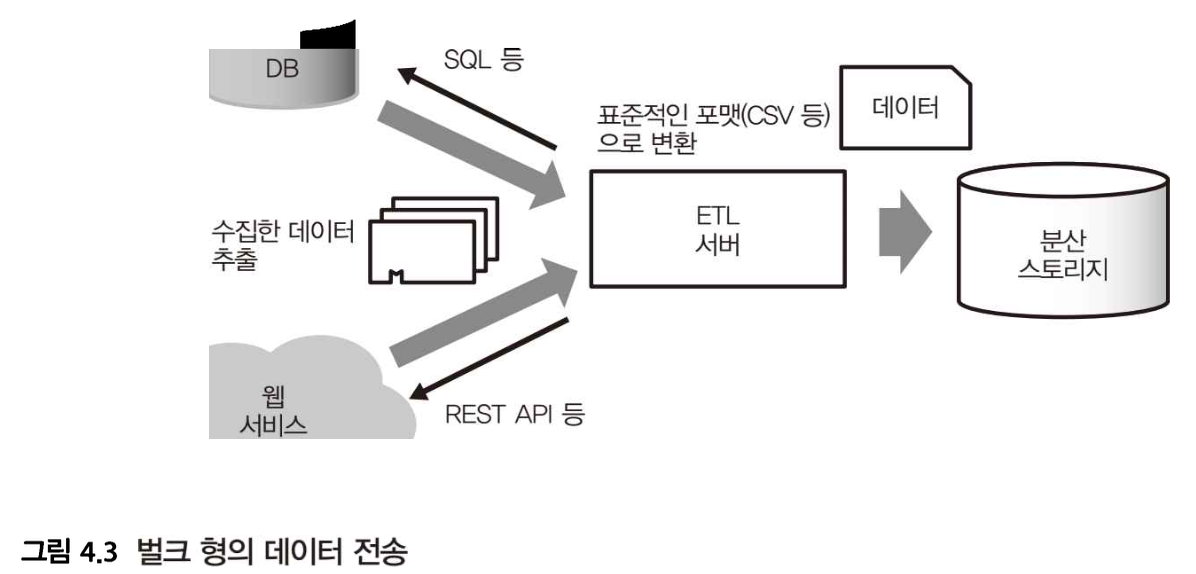 DB
SQL 등
표준적인 포맷(CSV 등)
으로 변환
데이터
수집한 데이터
추출
ETL
서버
분산
스토리지
웹
서비스
REST API 등
그림 4.3 벌크 형의 데이터 전송